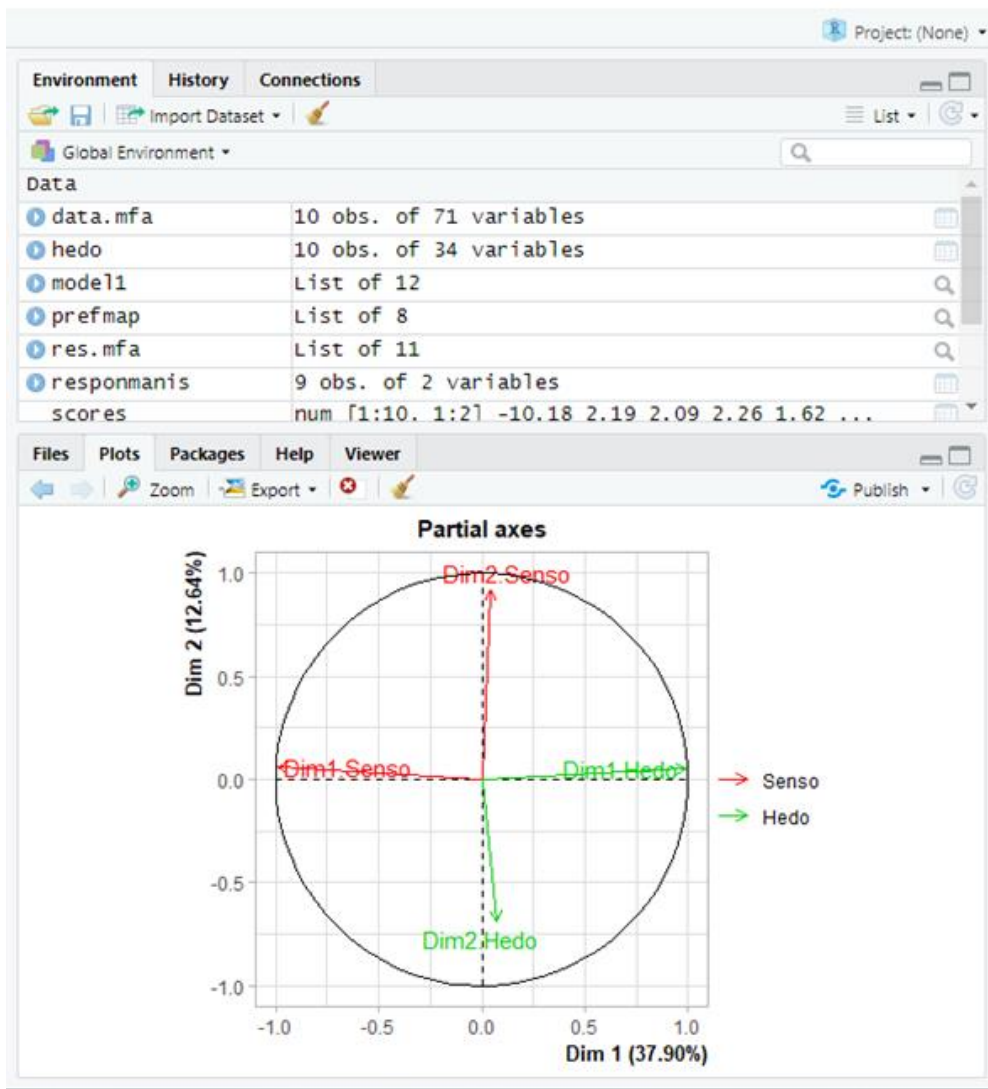 Project: (None)
Environment History Connections
Import Dataset List
Global Environment
Data
data.mfa 10 obs. of 71 variables
hedo 10 obs. of 34 variables
model1 List of 12
prefmap List of 8
res.mfa List of 11
responmanis 9 obs. of 2 variables
scores num [1:10, 1:2] -10.18 2.19 2.09 2.26 1.62 ...
Files Plots Packages Help Viewer
Zoom Export Publish
Partial axes
Dim 2 (12.64%)
1.0
0.5
0.0
-0.5
-1.0
Dim2.Senso
Dim1.Senso
Dim1.Hedo
Dim2.Hedo
Senso
Hedo
-1.0 -0.5 0.0 0.5 1.0
Dim 1 (37.90%)